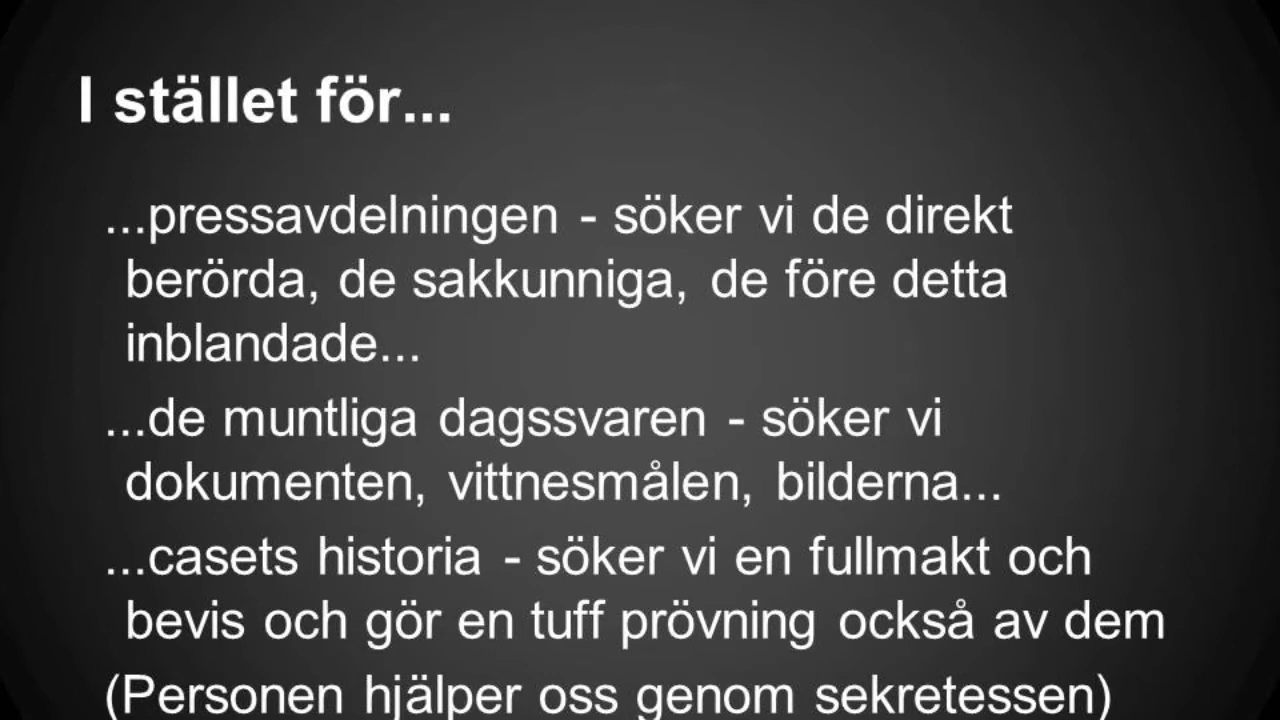 I stället för...
...pressavdelningen - söker vi de direkt
berörda, de sakkunniga, de före detta
inblandade...
...de muntliga dagssvaren - söker vi
dokumenten, vittnesmålen, bilderna...
...casets historia - söker vi en fullmakt och
bevis och gör en tuff prövning också av dem
(Personen hjälper oss genom sekretessen)